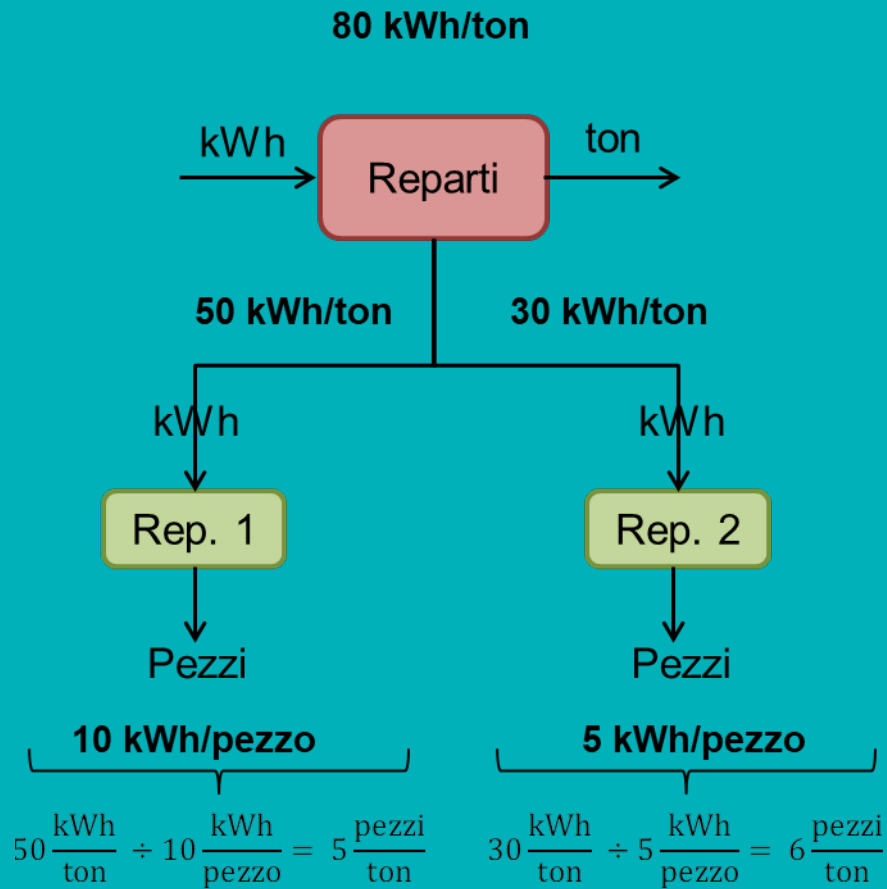 80 kWh/ton
kWh
Reparti
ton
50 kWh/ton
30 kWh/ton
kWh
kWh
Rep. 1
Rep. 2
Pezzi
Pezzi
10 kWh/pezzo
5 kWh/pezzo
50 kWh/ton ÷ 10 kWh/pezzo = 5 pezzi/ton
30 kWh/ton ÷ 5 kWh/pezzo = 6 pezzi/ton